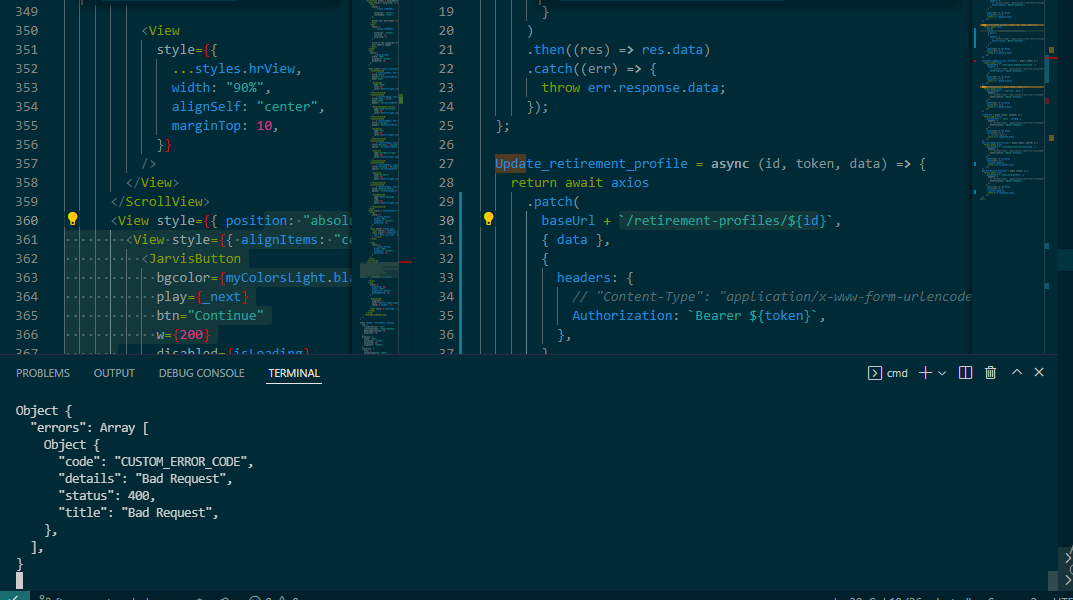 349
350 <View
351 style={{
352 ...styles.hrView,
353 width: "90%",
354 alignSelf: "center",
355 marginTop: 10,
356 }}
357 />
358 </View>
359 </ScrollView>
360 <View style={{ position: "absolu
361 <View style={{ alignItems: "ce
362 <JarvisButton
363 bgcolor={myColorsLight.bla
364 play={_next}
365 btn="Continue"
366 w={200}
367 disabled={isLoading}
19 }
20 )
21 .then((res) => res.data)
22 .catch((err) => {
23 throw err.response.data;
24 });
25 };
26
27 Update_retirement_profile = async (id, token, data) => {
28 return await axios
29 .patch(
30 baseUrl + `/retirement-profiles/${id}`,
31 { data },
32 {
33 headers: {
34 // "Content-Type": "application/x-www-form-urlencode
35 Authorization: `Bearer ${token}`,
36 },
37 }
PROBLEMS OUTPUT DEBUG CONSOLE TERMINAL cmd
Object {
"errors": Array [
Object {
"code": "CUSTOM_ERROR_CODE",
"details": "Bad Request",
"status": 400,
"title": "Bad Request",
},
],
}